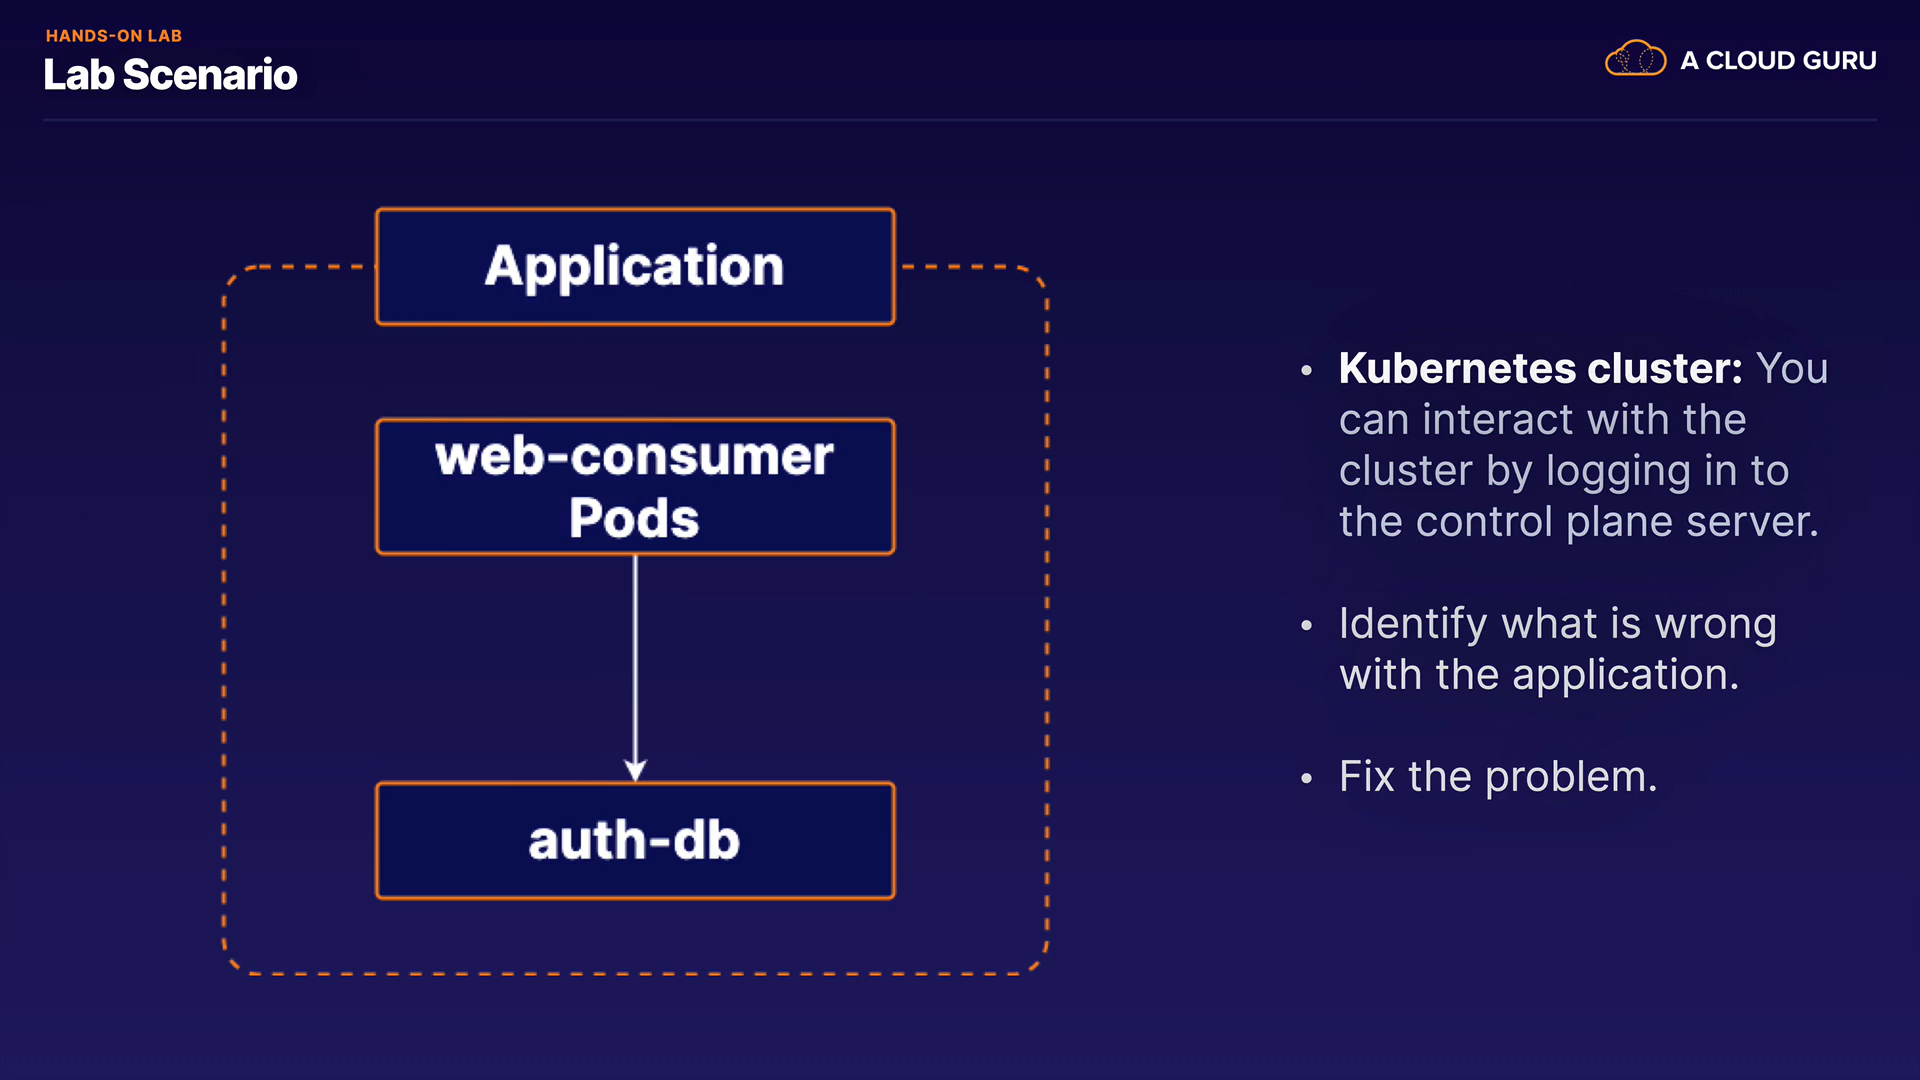 HANDS-ON LAB
Lab Scenario
A CLOUD GURU
Application
web-consumer
Pods
auth-db
• Kubernetes cluster: You
can interact with the
cluster by logging in to
the control plane server.
• Identify what is wrong
with the application.
• Fix the problem.